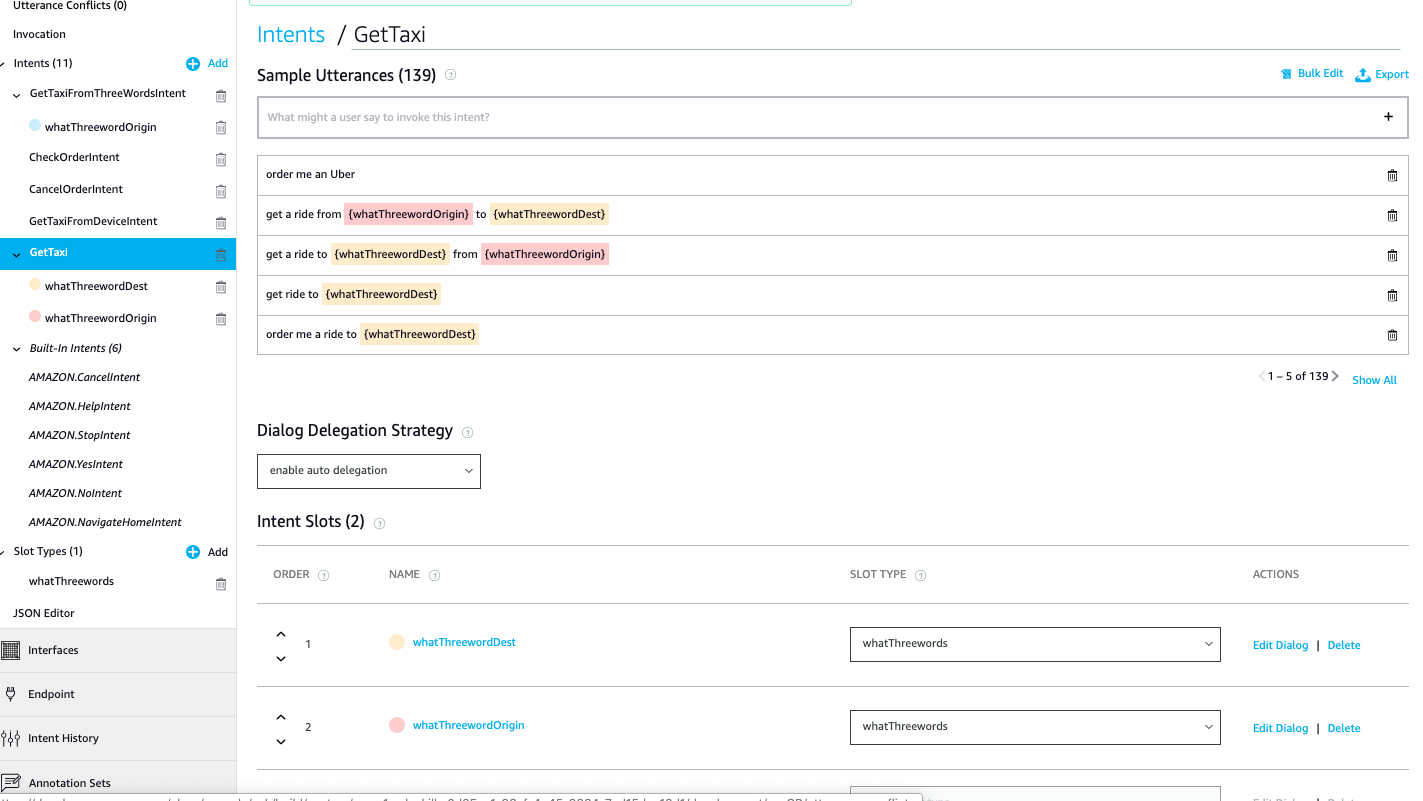 Utterance Conflicts (0)
Invocation
Intents (11)
Add
GetTaxiFromThreeWordsIntent
whatThreewordOrigin
CheckOrderIntent
CancelOrderIntent
GetTaxiFromDeviceIntent
GetTaxi
whatThreewordDest
whatThreewordOrigin
Built-In Intents (6)
AMAZON.CancelIntent
AMAZON.HelpIntent
AMAZON.StopIntent
AMAZON.YesIntent
AMAZON.NoIntent
AMAZON.NavigateHomeIntent
Slot Types (1)
Add
whatThreewords
JSON Editor
Interfaces
Endpoint
Intent History
Annotation Sets
Intents / GetTaxi
Sample Utterances (139) ?
Bulk Edit
Export
What might a user say to invoke this intent?
order me an Uber
get a ride from {whatThreewordOrigin} to {whatThreewordDest}
get a ride to {whatThreewordDest} from {whatThreewordOrigin}
get ride to {whatThreewordDest}
order me a ride to {whatThreewordDest}
1 – 5 of 139
Show All
Dialog Delegation Strategy ?
enable auto delegation
Intent Slots (2) ?
ORDER ? NAME ? SLOT TYPE ? ACTIONS
1 whatThreewordDest whatThreewords Edit Dialog | Delete
2 whatThreewordOrigin whatThreewords Edit Dialog | Delete